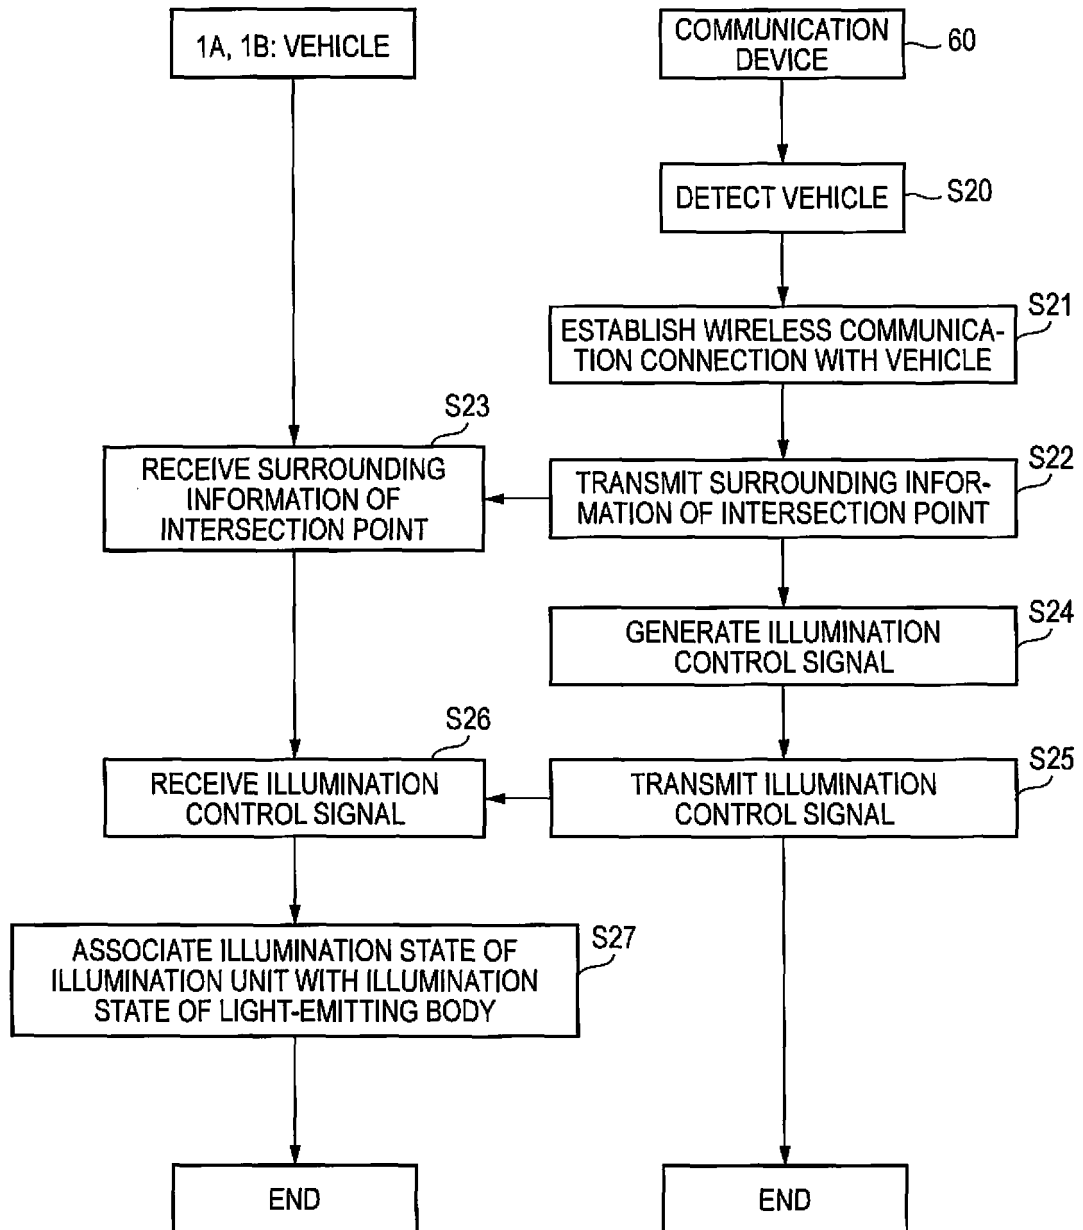 1A, 1B: VEHICLE
COMMUNICATION
DEVICE
60
DETECT VEHICLE
S20
S21
ESTABLISH WIRELESS COMMUNICA-
TION CONNECTION WITH VEHICLE
S23
RECEIVE SURROUNDING
INFORMATION OF
INTERSECTION POINT
S22
TRANSMIT SURROUNDING INFOR-
MATION OF INTERSECTION POINT
S24
GENERATE ILLUMINATION
CONTROL SIGNAL
S26
RECEIVE ILLUMINATION
CONTROL SIGNAL
S25
TRANSMIT ILLUMINATION
CONTROL SIGNAL
S27
ASSOCIATE ILLUMINATION STATE OF
ILLUMINATION UNIT WITH ILLUMINATION
STATE OF LIGHT-EMITTING BODY
END
END